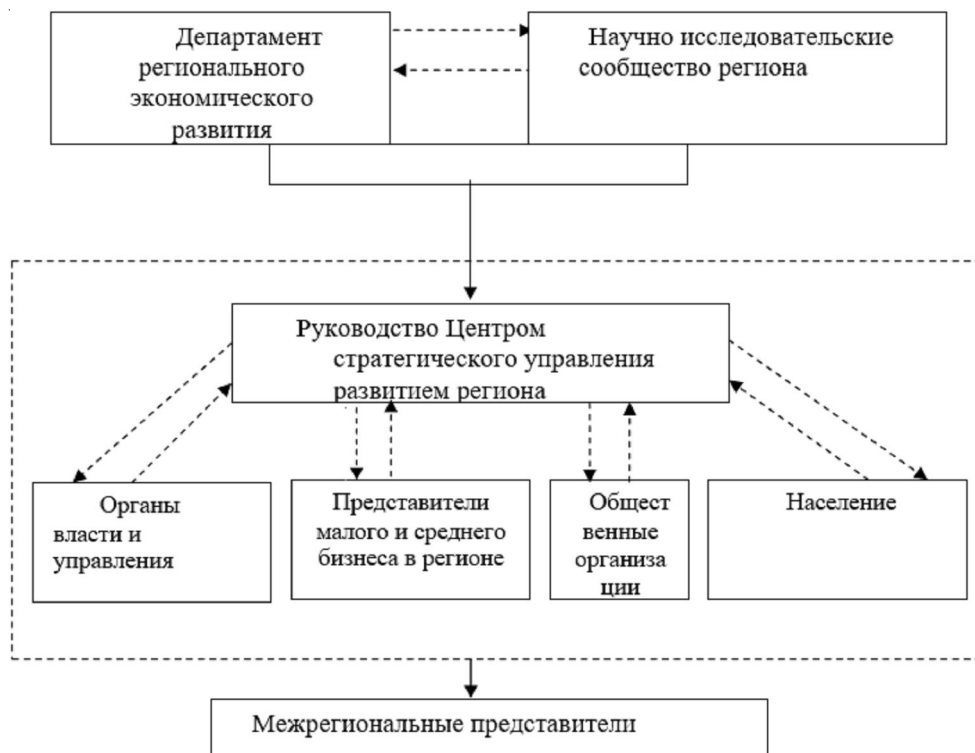 Департамент
регионального
экономического
развития
Научно исследовательские
сообщество региона
Руководство Центром
стратегического управления
развитием региона
Органы
власти и
управления
Представители
малого и среднего
бизнеса в регионе
Общест
венные
организа
ции
Население
Межрегиональные представители